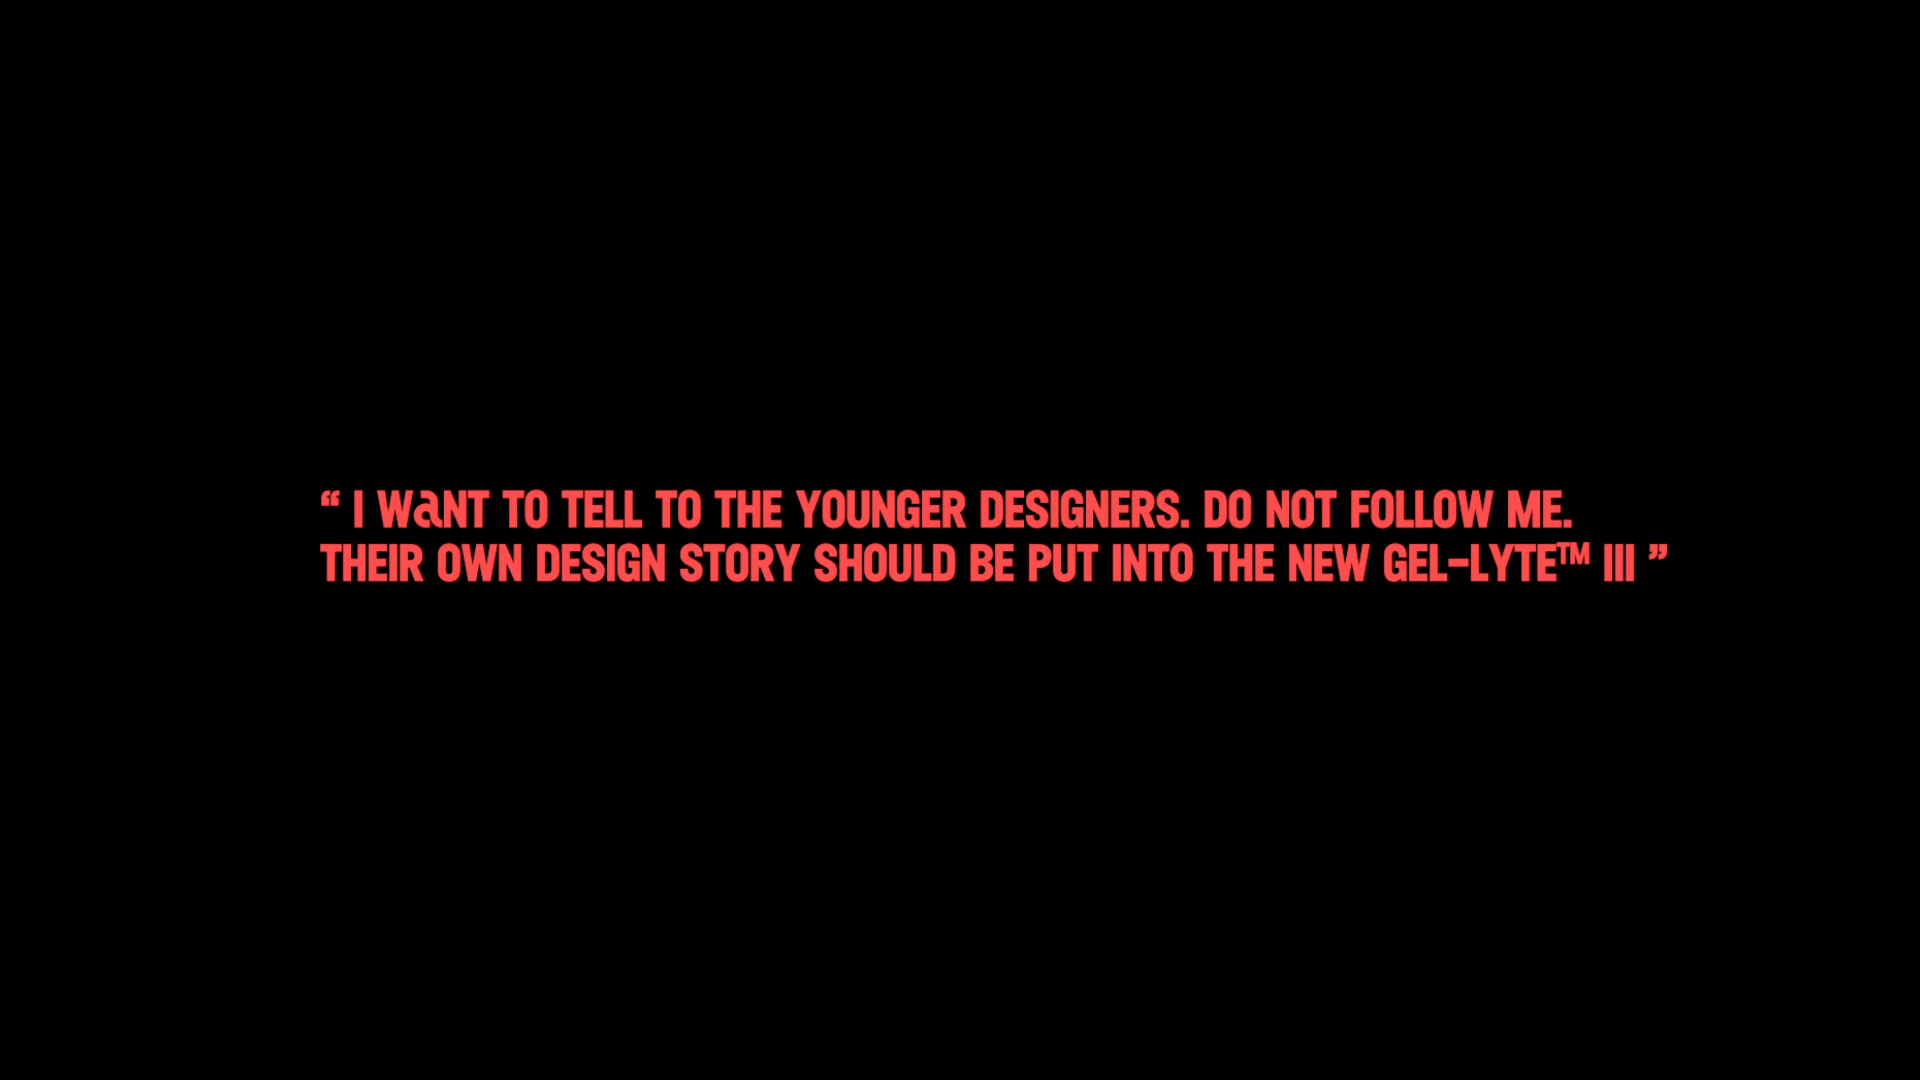 “ I WaNT TO TELL TO THE YOUNGER DESIGNERS. DO NOT FOLLOW ME.
THEIR OWN DESIGN STORY SHOULD BE PUT INTO THE NEW GEL-LYTE™ III ”